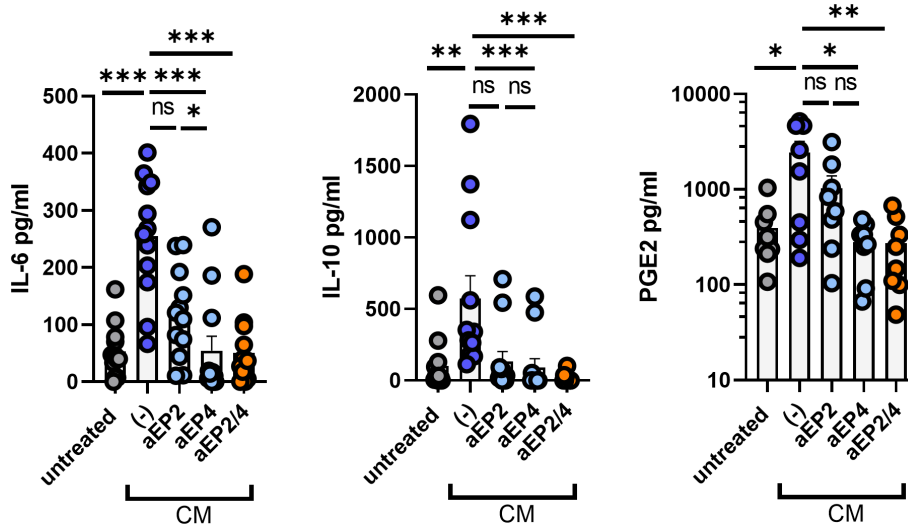 ***
*** ***
ns *
500
400
300
200
100
0
IL-6 pg/ml
untreated
(-)
aEP2
aEP4
aEP2/4
CM
***
** ***
ns ns
2000
1500
1000
500
0
IL-10 pg/ml
untreated
(-)
aEP2
aEP4
aEP2/4
CM
**
* *
ns ns
10000
1000
100
10
PGE2 pg/ml
untreated
(-)
aEP2
aEP4
aEP2/4
CM